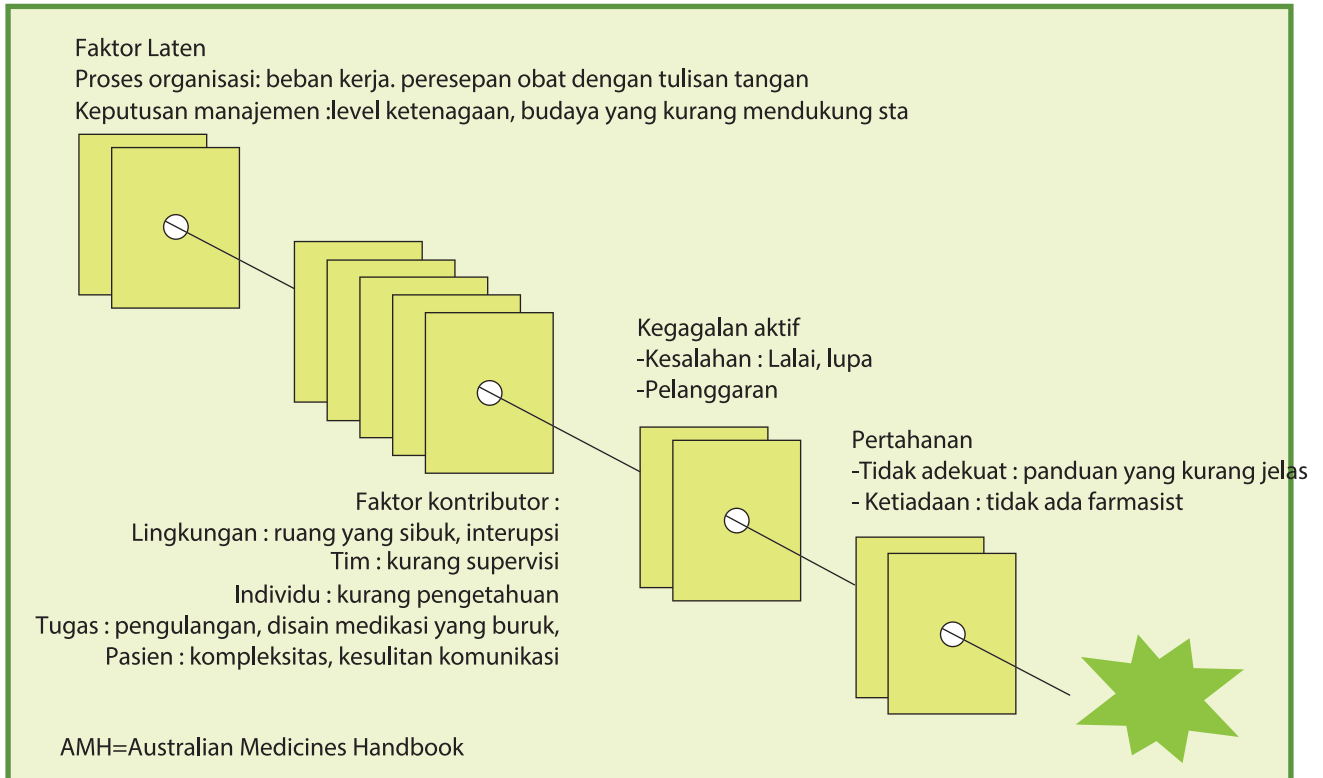 Faktor Laten
Proses organisasi: beban kerja. peresepan obat dengan tulisan tangan
Keputusan manajemen :level ketenagaan, budaya yang kurang mendukung sta
Kegagalan aktif
-Kesalahan : Lalai, lupa
-Pelanggaran
Pertahanan
-Tidak adekuat : panduan yang kurang jelas
- Ketiadaan : tidak ada farmasist
Faktor kontributor :
Lingkungan : ruang yang sibuk, interupsi
Tim : kurang supervisi
Individu : kurang pengetahuan
Tugas : pengulangan, disain medikasi yang buruk,
Pasien : kompleksitas, kesulitan komunikasi
AMH=Australian Medicines Handbook